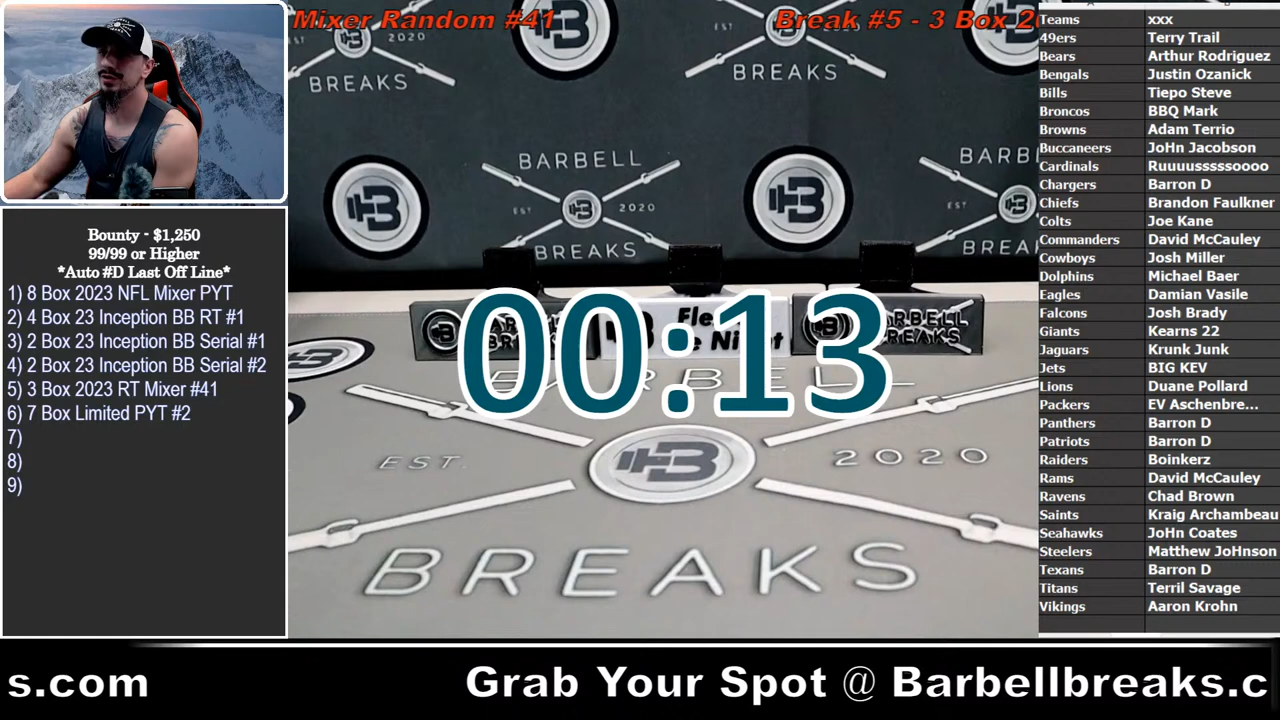 Mixer Random #41
Break #5 - 3 Box
BARBELL
EST. 2020
BREAKS
Bounty - $1,250
99/99 or Higher
*Auto #D Last Off Line*
1) 8 Box 2023 NFL Mixer PYT
2) 4 Box 23 Inception BB RT #1
3) 2 Box 23 Inception BB Serial #1
4) 2 Box 23 Inception BB Serial #2
5) 3 Box 2023 RT Mixer #41
6) 7 Box Limited PYT #2
7)
8)
9)
00:13
BARBELL
EST. 2020
BREAKS
Teams xxx
49ers Terry Trail
Bears Arthur Rodriguez
Bengals Justin Ozanick
Bills Tiepo Steve
Broncos BBQ Mark
Browns Adam Terrio
Buccaneers JoHn Jacobson
Cardinals Ruuuusssssoooo
Chargers Barron D
Chiefs Brandon Faulkner
Colts Joe Kane
Commanders David McCauley
Cowboys Josh Miller
Dolphins Michael Baer
Eagles Damian Vasile
Falcons Josh Brady
Giants Kearns 22
Jaguars Krunk Junk
Jets BIG KEV
Lions Duane Pollard
Packers EV Aschenbre...
Panthers Barron D
Patriots Barron D
Raiders Boinkerz
Rams David McCauley
Ravens Chad Brown
Saints Kraig Archambeau
Seahawks JoHn Coates
Steelers Matthew JoHnson
Texans Barron D
Titans Terril Savage
Vikings Aaron Krohn
s.com Grab Your Spot @ Barbellbreaks.c